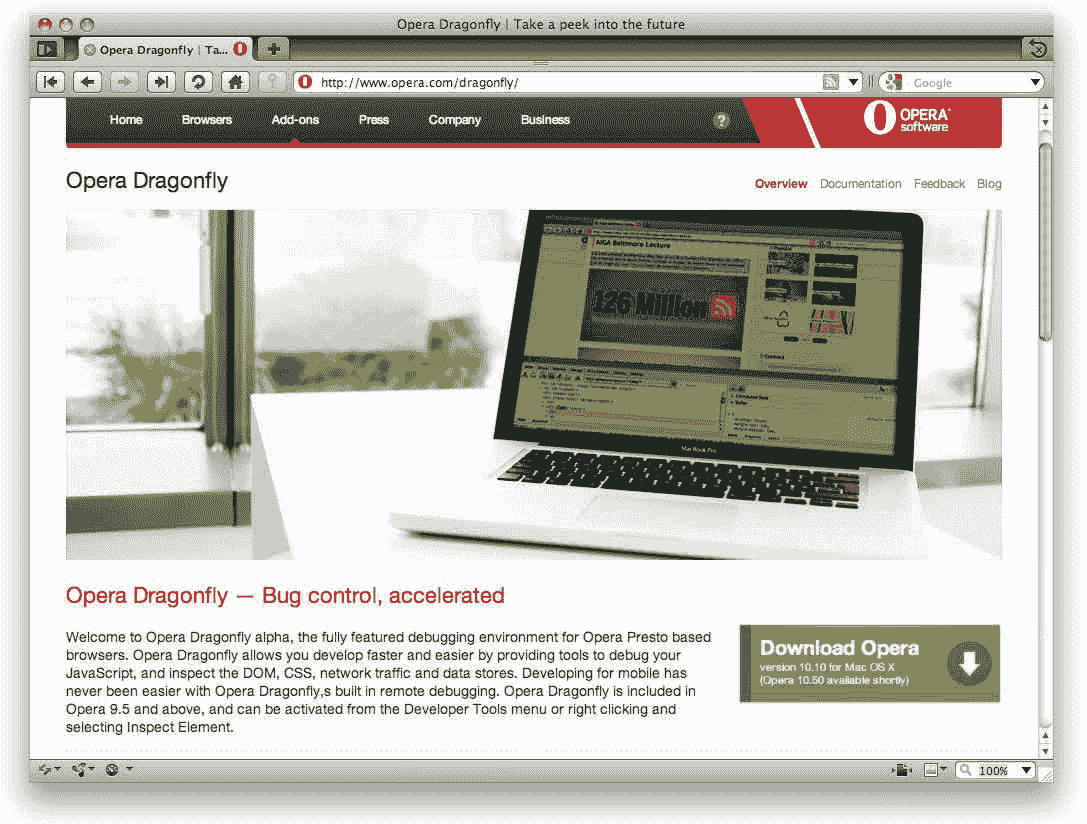 Opera Dragonfly | Take a peek into the future
Opera Dragonfly | Ta...
http://www.opera.com/dragonfly/
Google
Home Browsers Add-ons Press Company Business ?
OPERA
software
Opera Dragonfly
Overview Documentation Feedback Blog
AIGA Baltimore Lecture
126 Million
MacBook Pro
Opera Dragonfly — Bug control, accelerated
Welcome to Opera Dragonfly alpha, the fully featured debugging environment for Opera Presto based
browsers. Opera Dragonfly allows you develop faster and easier by providing tools to debug your
JavaScript, and inspect the DOM, CSS, network traffic and data stores. Developing for mobile has
never been easier with Opera Dragonfly,s built in remote debugging. Opera Dragonfly is included in
Opera 9.5 and above, and can be activated from the Developer Tools menu or right clicking and
selecting Inspect Element.
Download Opera
version 10.10 for Mac OS X
(Opera 10.50 available shortly)
100%